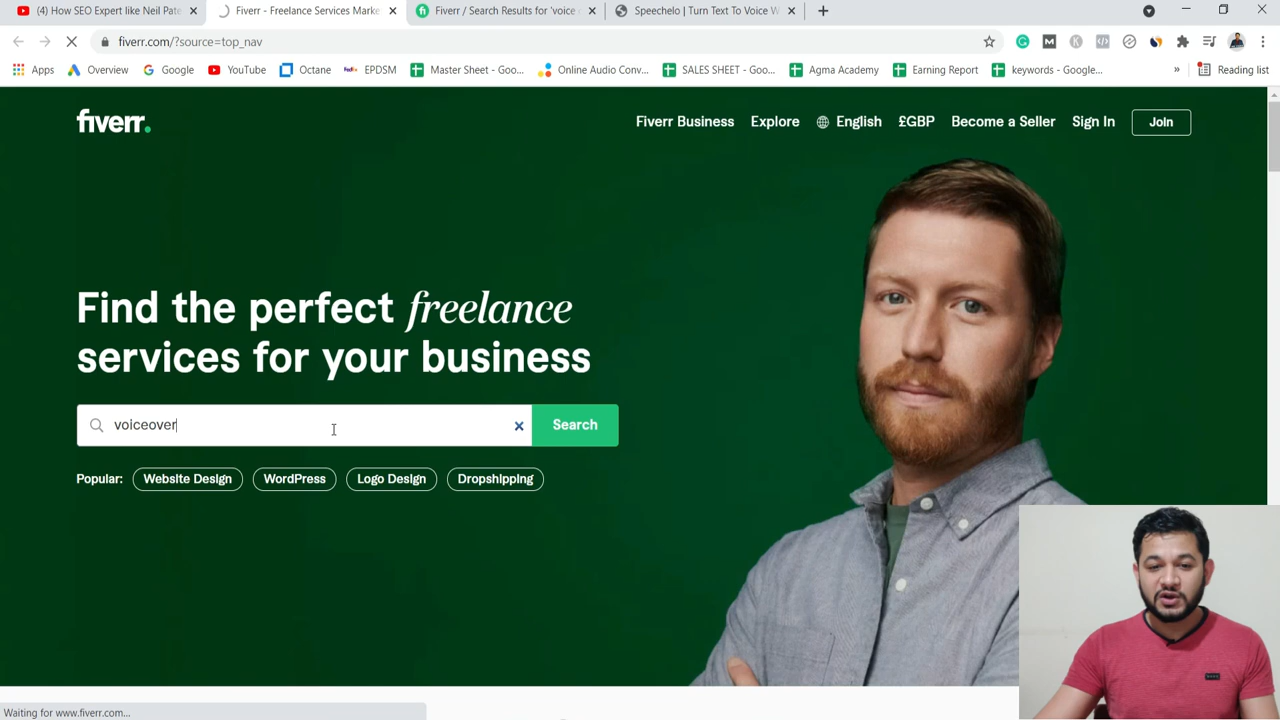 (4) How SEO Expert like Neil Pate
Fiverr - Freelance Services Marke
Fiverr / Search Results for 'voice
Speechelo | Turn Text To Voice W
fiverr.com/?source=top_nav
Apps
Overview
Google
YouTube
Octane
EPDSM
Master Sheet - Goo...
Online Audio Conv...
SALES SHEET - Goo...
Agma Academy
Earning Report
keywords - Google...
»
Reading list
fiverr.
Fiverr Business
Explore
English
£GBP
Become a Seller
Sign In
Join
Find the perfect freelance
services for your business
voiceover
Search
Popular:
Website Design
WordPress
Logo Design
Dropshipping
Waiting for www.fiverr.com...